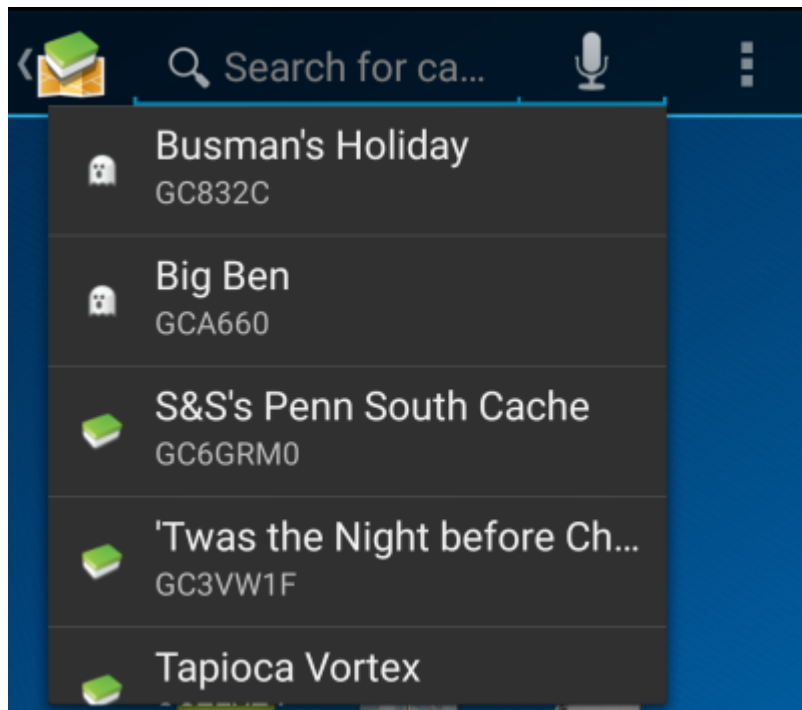 Search for ca...
Busman's Holiday
GC832C
Big Ben
GCA660
S&S's Penn South Cache
GC6GRM0
'Twas the Night before Ch...
GC3VW1F
Tapioca Vortex